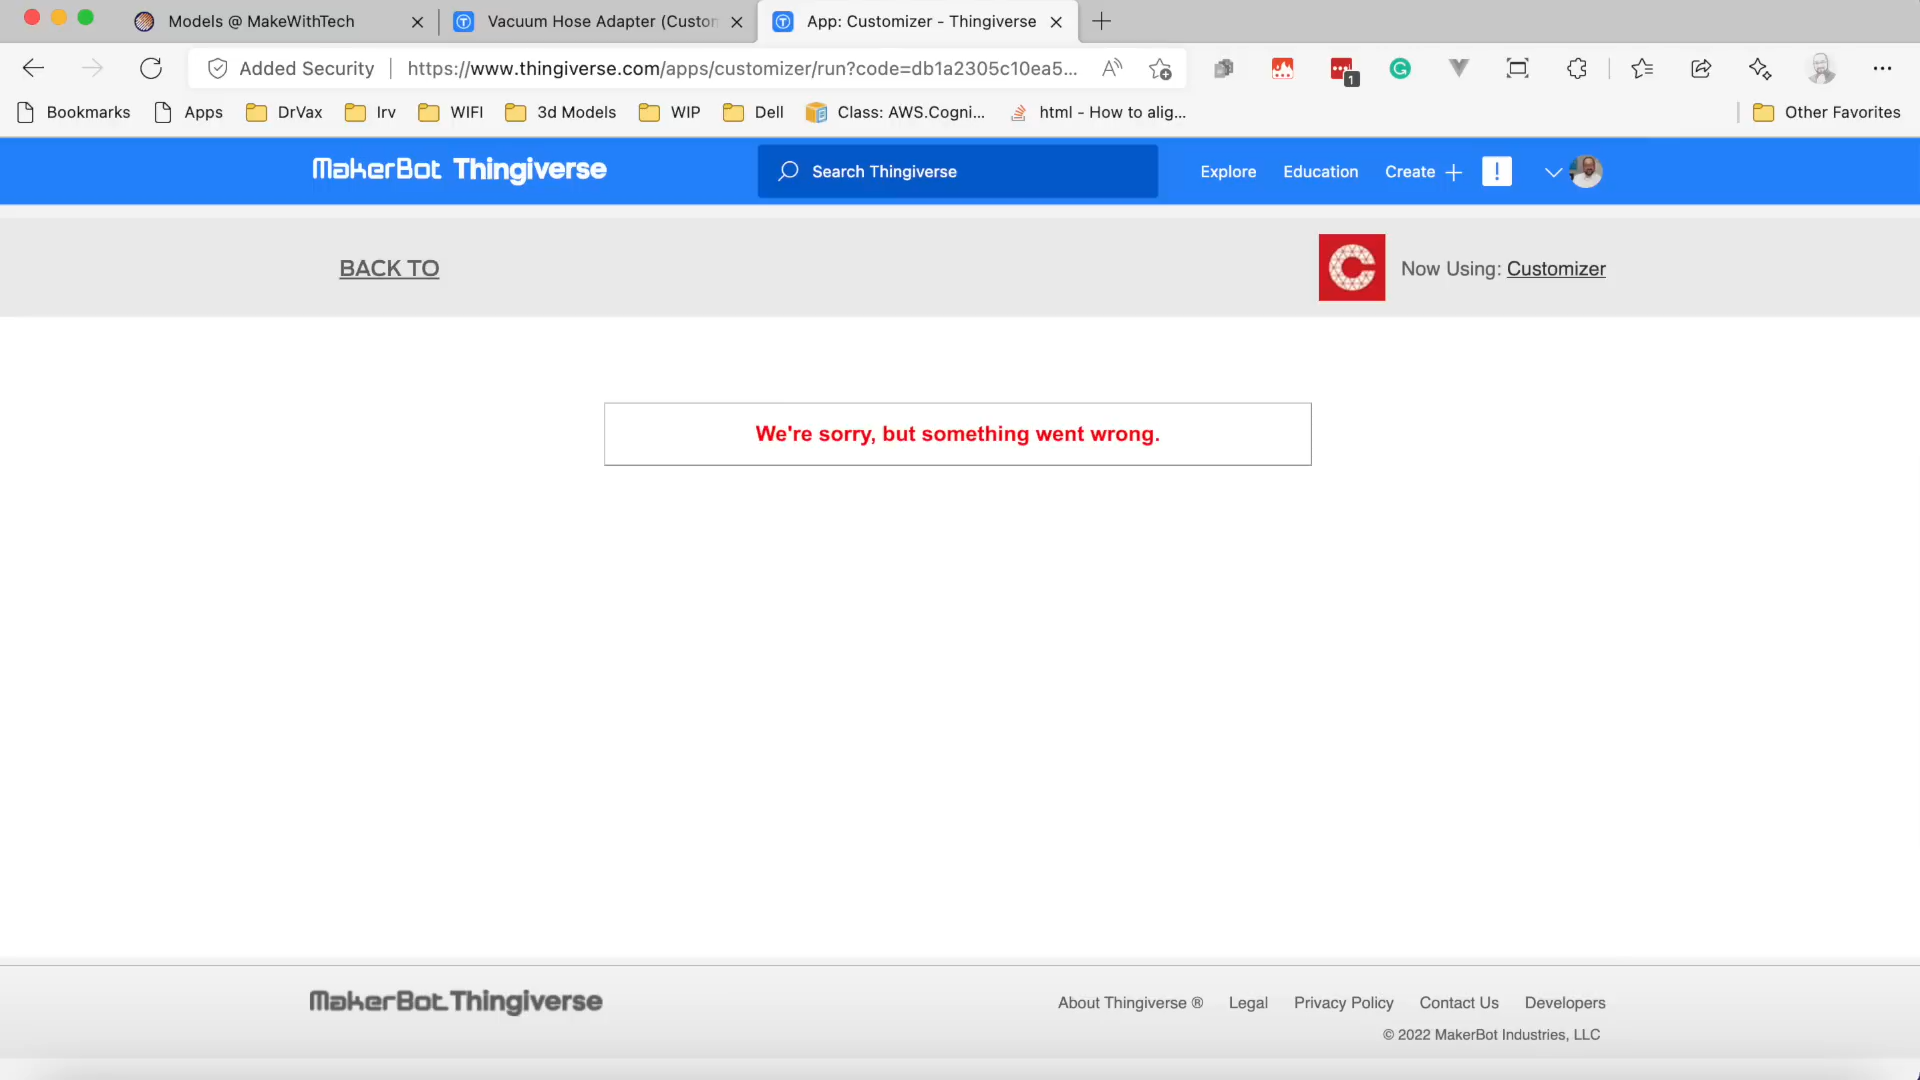 Models @ MakeWithTech
Vacuum Hose Adapter (Custor
App: Customizer - Thingiverse
Added Security
https://www.thingiverse.com/apps/customizer/run?code=db1a2305c10ea5...
1
Bookmarks
Apps
DrVax
Irv
WIFI
3d Models
WIP
Dell
Class: AWS.Cogni...
html - How to alig...
Other Favorites
MakerBot Thingiverse
Search Thingiverse
Explore
Education
Create +
!
BACK TO
C
Now Using: Customizer
We're sorry, but something went wrong.
MakerBot Thingiverse
About Thingiverse ®
Legal
Privacy Policy
Contact Us
Developers
© 2022 MakerBot Industries, LLC